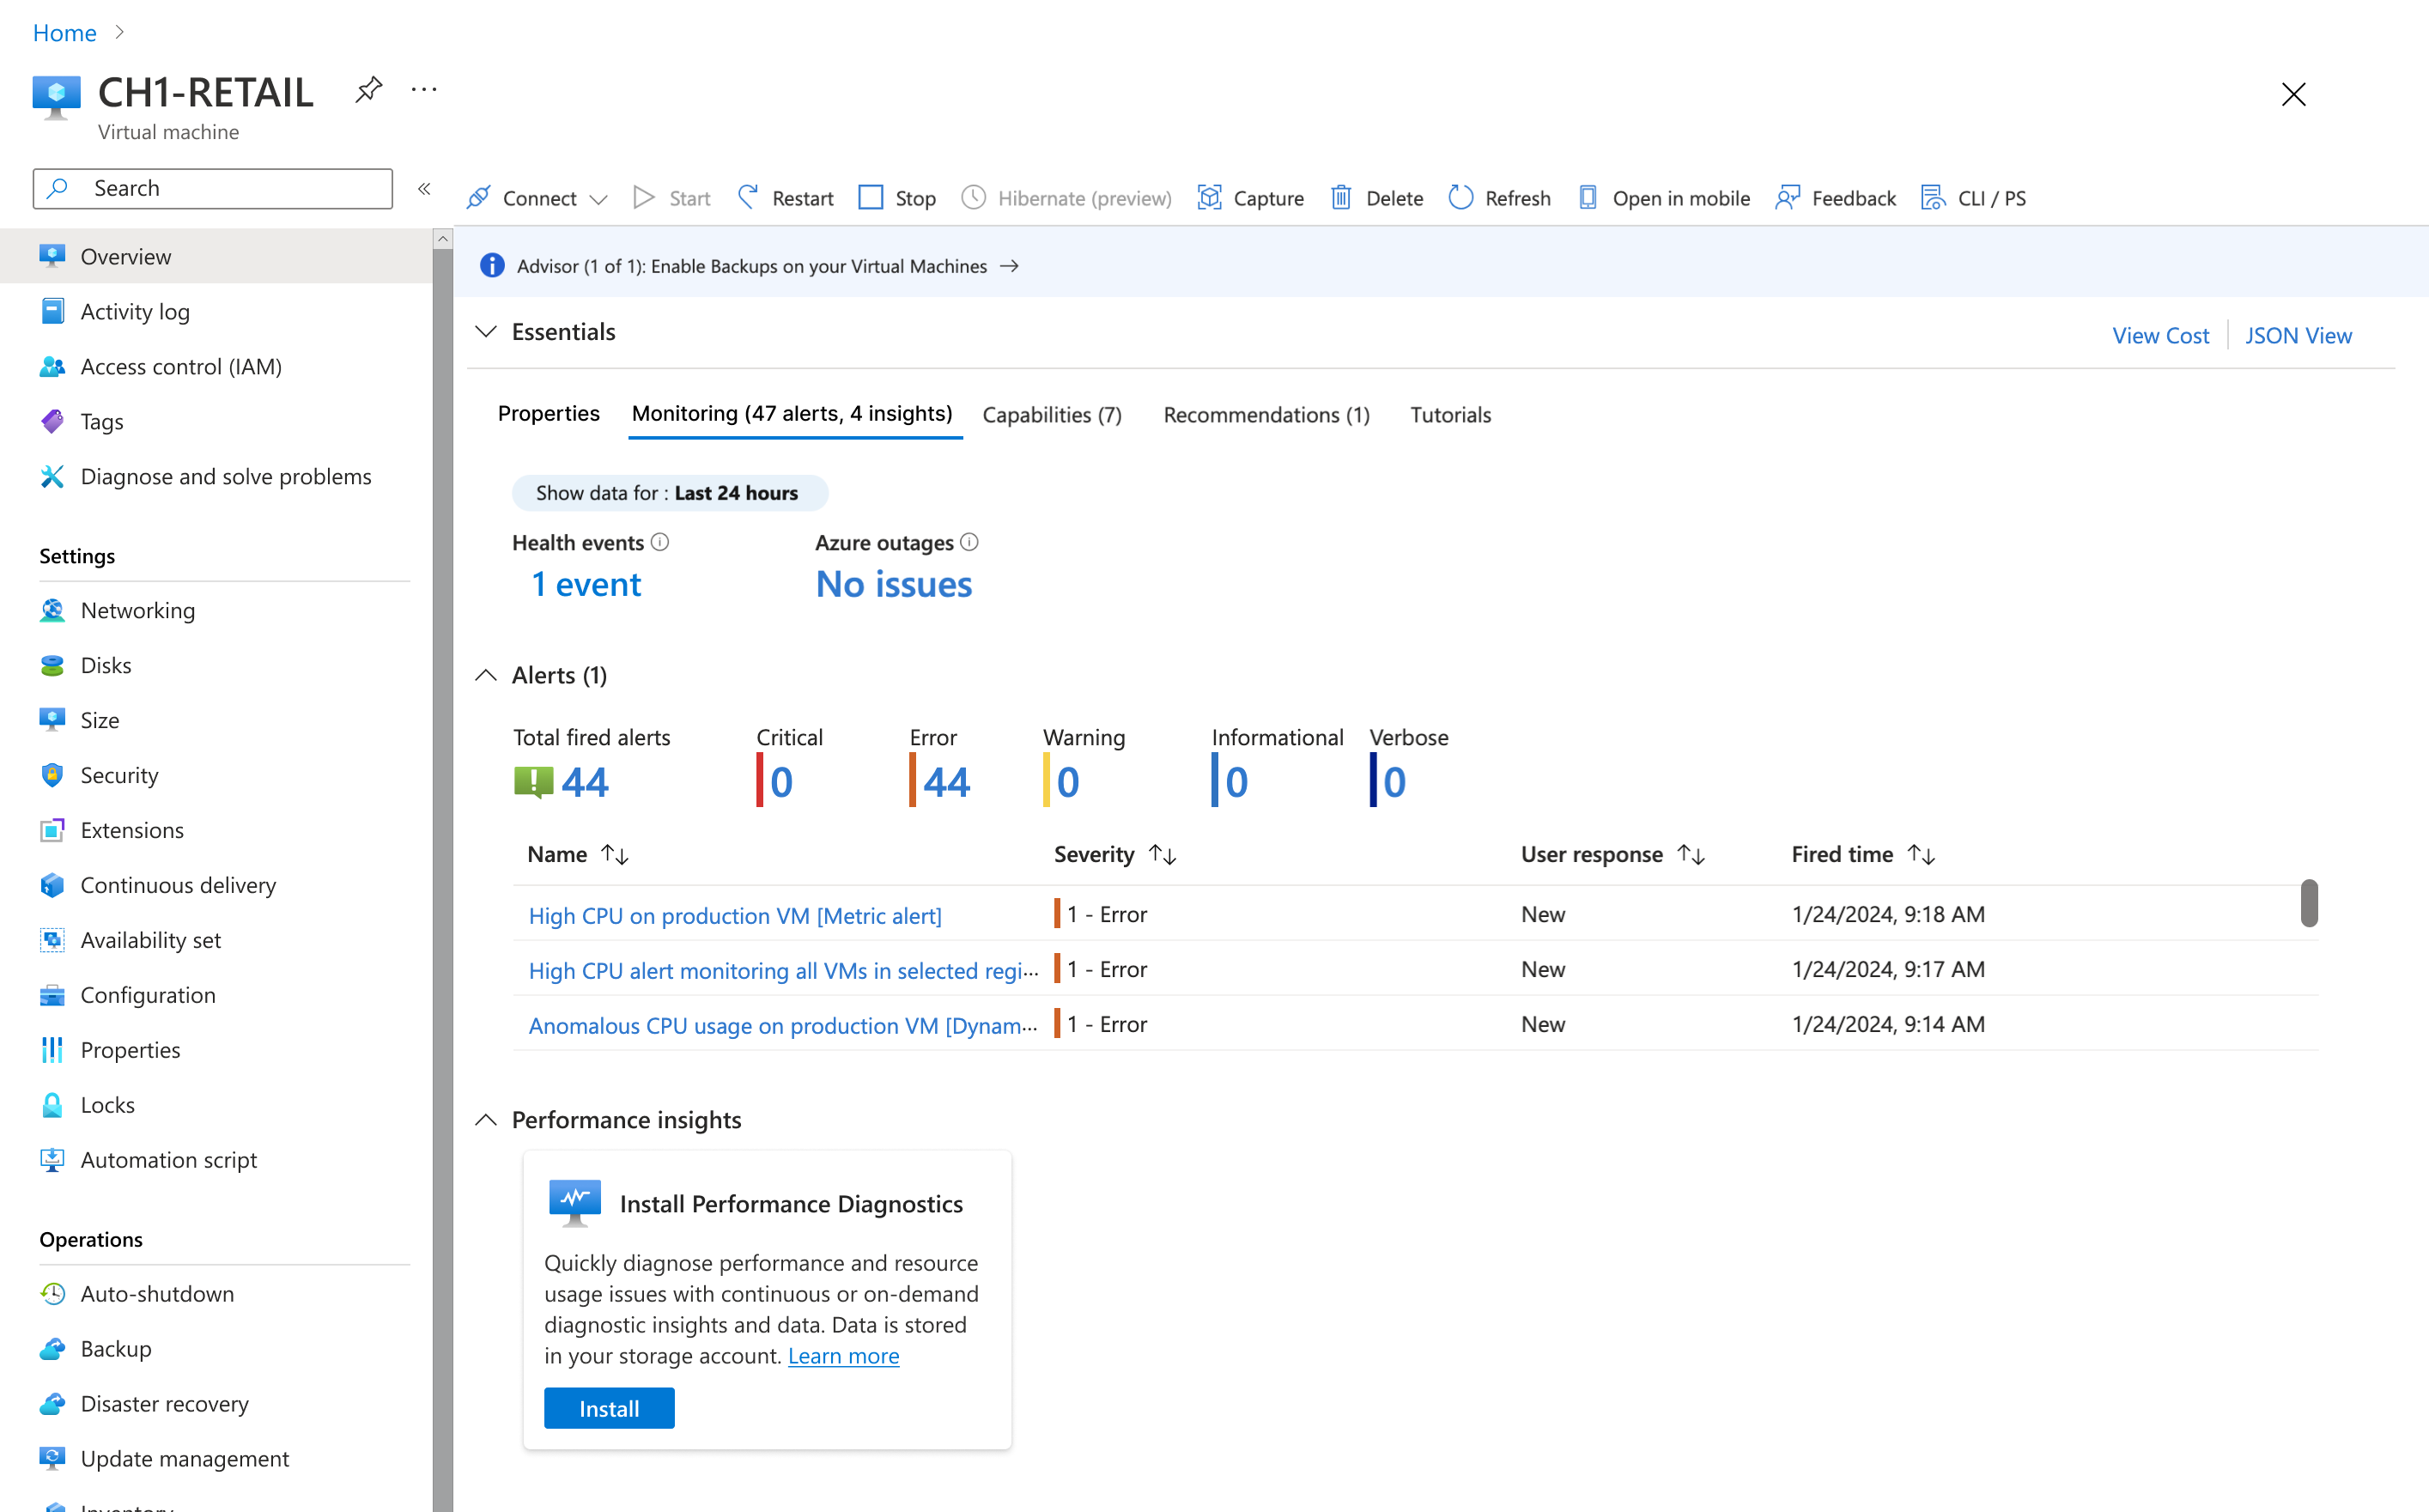 Home
CH1-RETAIL
Virtual machine
Search
Connect Start Restart Stop Hibernate (preview) Capture Delete Refresh Open in mobile Feedback CLI / PS
Overview
Activity log
Access control (IAM)
Tags
Diagnose and solve problems
Settings
Networking
Disks
Size
Security
Extensions
Continuous delivery
Availability set
Configuration
Properties
Locks
Automation script
Operations
Auto-shutdown
Backup
Disaster recovery
Update management
Inventory
Advisor (1 of 1): Enable Backups on your Virtual Machines →
Essentials
View Cost JSON View
Properties Monitoring (47 alerts, 4 insights) Capabilities (7) Recommendations (1) Tutorials
Show data for : Last 24 hours
Health events Azure outages
1 event No issues
Alerts (1)
Total fired alerts Critical Error Warning Informational Verbose
44 0 44 0 0 0
Name Severity User response Fired time
High CPU on production VM [Metric alert] 1 - Error New 1/24/2024, 9:18 AM
High CPU alert monitoring all VMs in selected regi... 1 - Error New 1/24/2024, 9:17 AM
Anomalous CPU usage on production VM [Dynam... 1 - Error New 1/24/2024, 9:14 AM
Performance insights
Install Performance Diagnostics
Quickly diagnose performance and resource
usage issues with continuous or on-demand
diagnostic insights and data. Data is stored
in your storage account. Learn more
Install